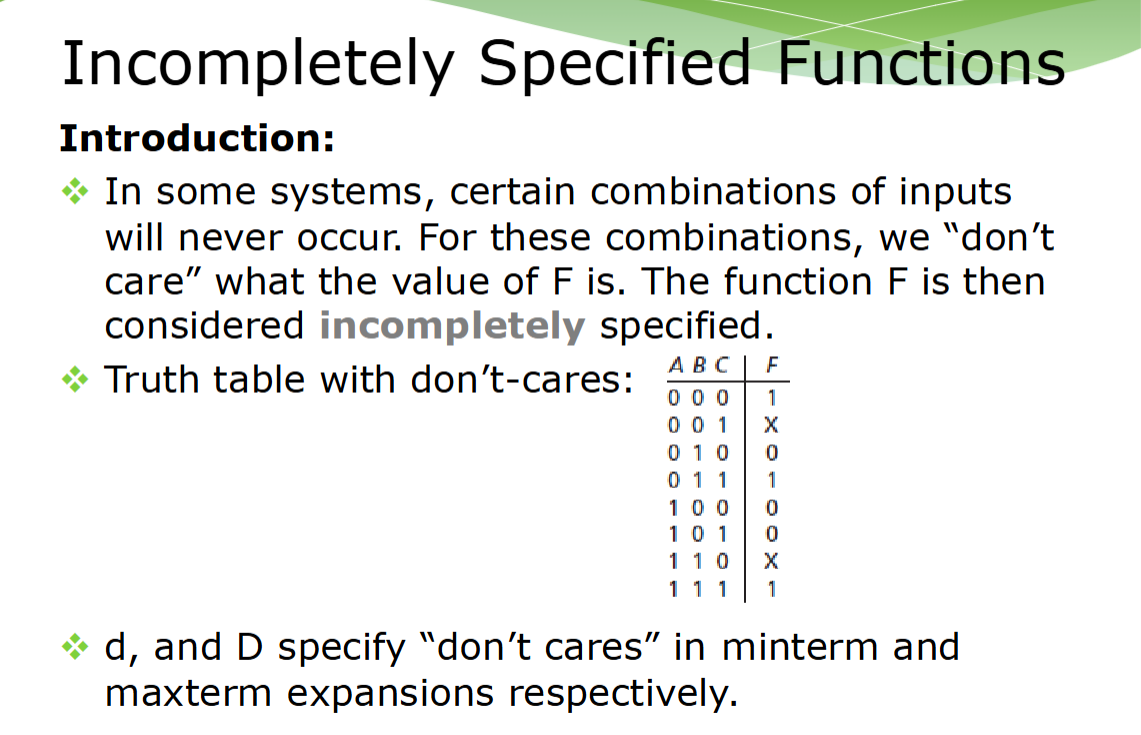 Incompletely Specified Functions
Introduction:
In some systems, certain combinations of inputs
will never occur. For these combinations, we “don’t
care” what the value of F is. The function F is then
considered incompletely specified.
Truth table with don’t-cares:
A B C F
0 0 0 1
0 0 1 X
0 1 0 0
0 1 1 1
1 0 0 0
1 0 1 0
1 1 0 X
1 1 1 1
d, and D specify “don’t cares” in minterm and
maxterm expansions respectively.